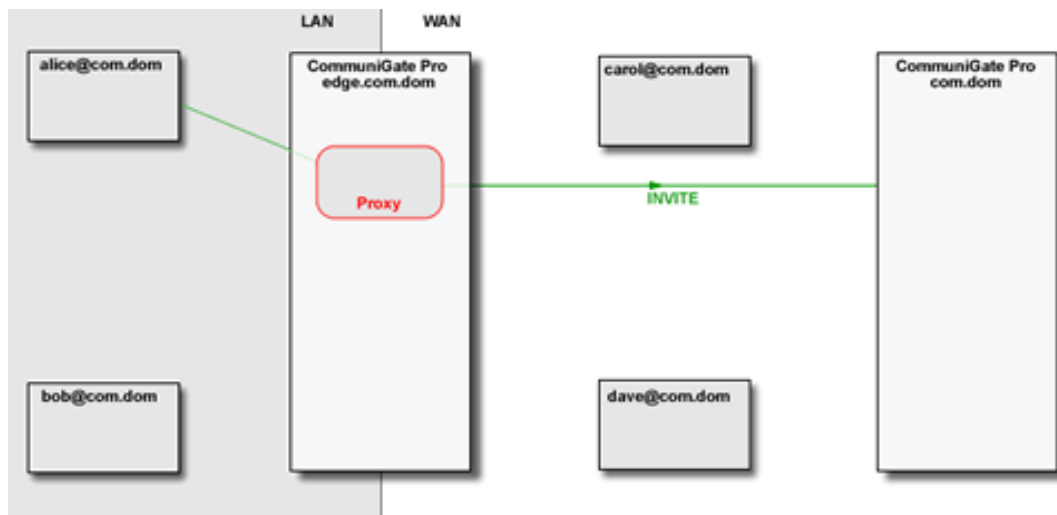 LAN
WAN
alice@com.dom
CommuniGate Pro
edge.com.dom
carol@com.dom
CommuniGate Pro
com.dom
Proxy
INVITE
bob@com.dom
dave@com.dom